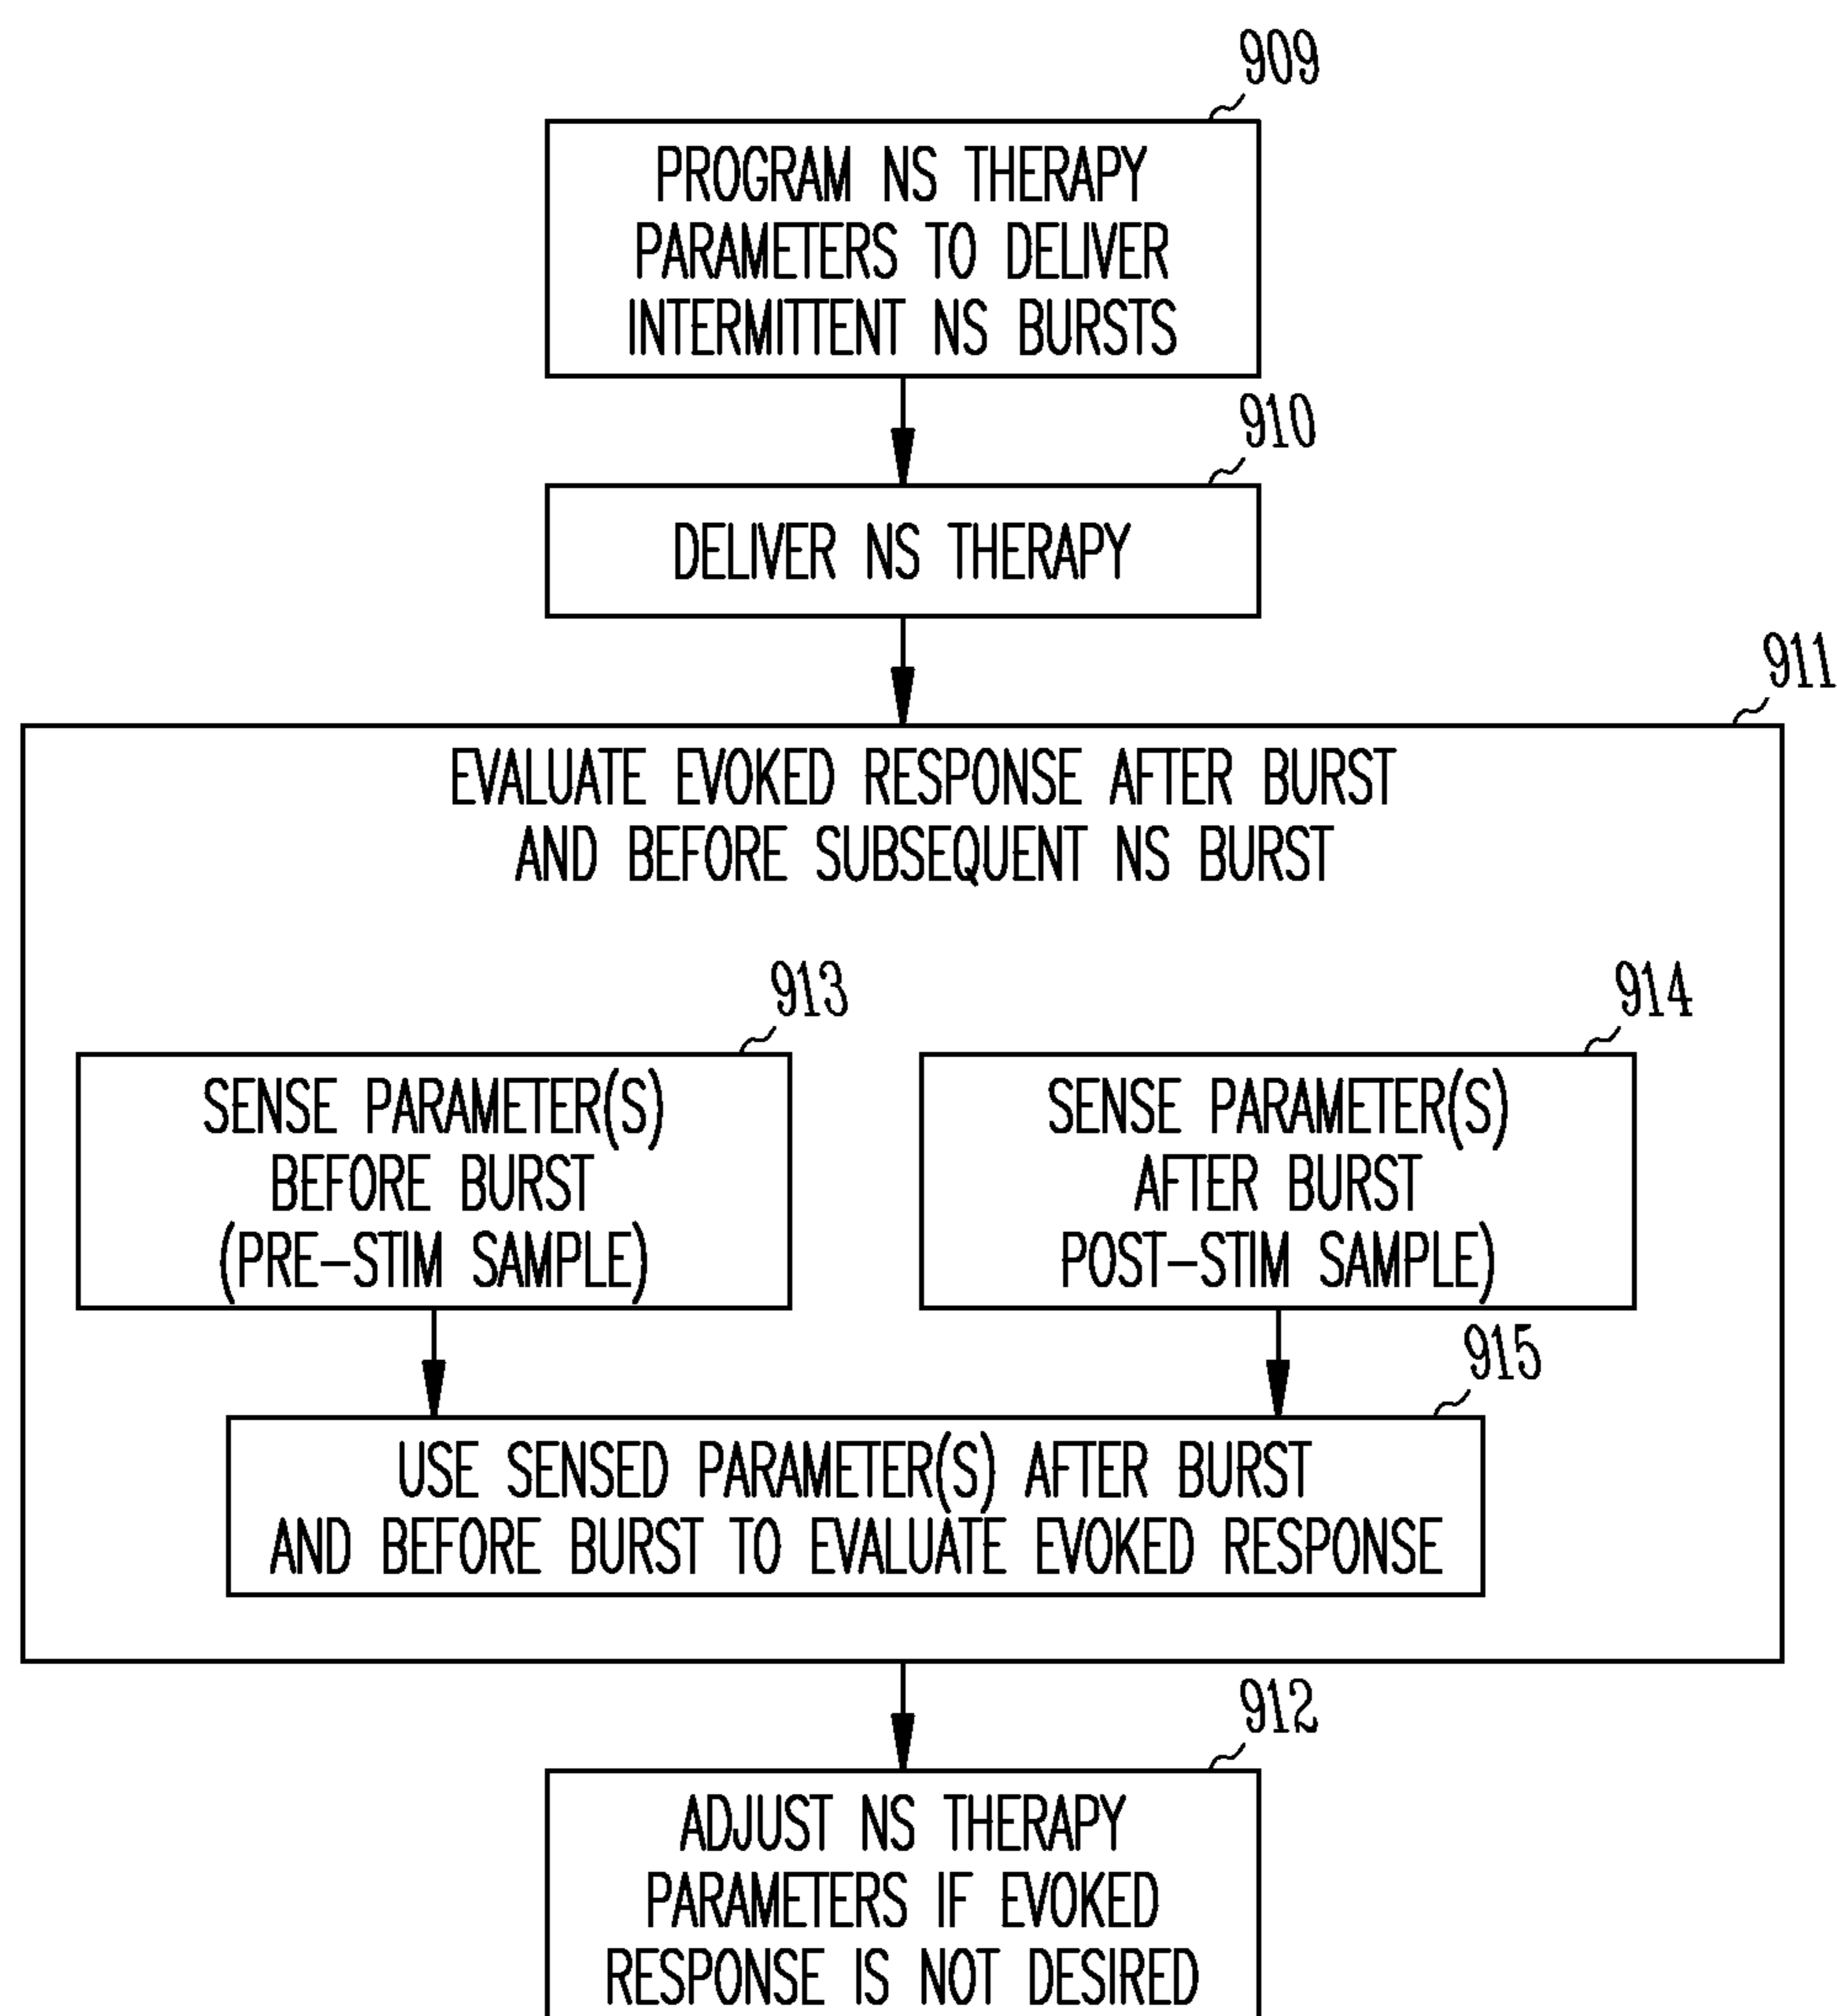 909
PROGRAM NS THERAPY
PARAMETERS TO DELIVER
INTERMITTENT NS BURSTS
910
DELIVER NS THERAPY
911
EVALUATE EVOKED RESPONSE AFTER BURST
AND BEFORE SUBSEQUENT NS BURST
913
SENSE PARAMETER(S)
BEFORE BURST
(PRE-STIM SAMPLE)
914
SENSE PARAMETER(S)
AFTER BURST
POST-STIM SAMPLE)
915
USE SENSED PARAMETER(S) AFTER BURST
AND BEFORE BURST TO EVALUATE EVOKED RESPONSE
912
ADJUST NS THERAPY
PARAMETERS IF EVOKED
RESPONSE IS NOT DESIRED